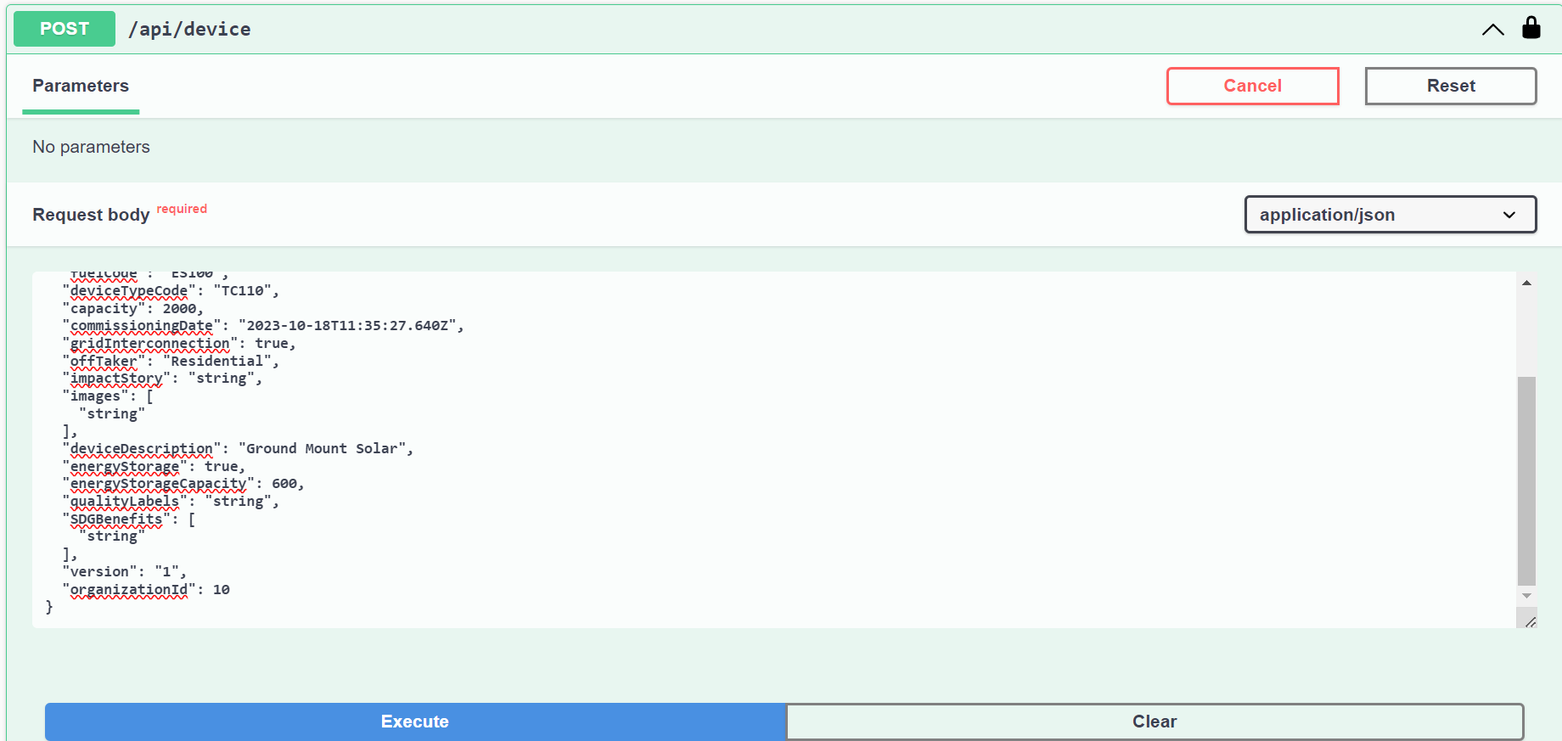 POST /api/device
Parameters
Cancel
Reset
No parameters
Request body required
application/json
"fuelCode": "ES100",
"deviceTypeCode": "TC110",
"capacity": 2000,
"commissioningDate": "2023-10-18T11:35:27.640Z",
"gridInterconnection": true,
"offTaker": "Residential",
"impactStory": "string",
"images": [
"string"
],
"deviceDescription": "Ground Mount Solar",
"energyStorage": true,
"energyStorageCapacity": 600,
"qualityLabels": "string",
"SDGBenefits": [
"string"
],
"version": "1",
"organizationId": 10
}
Execute
Clear